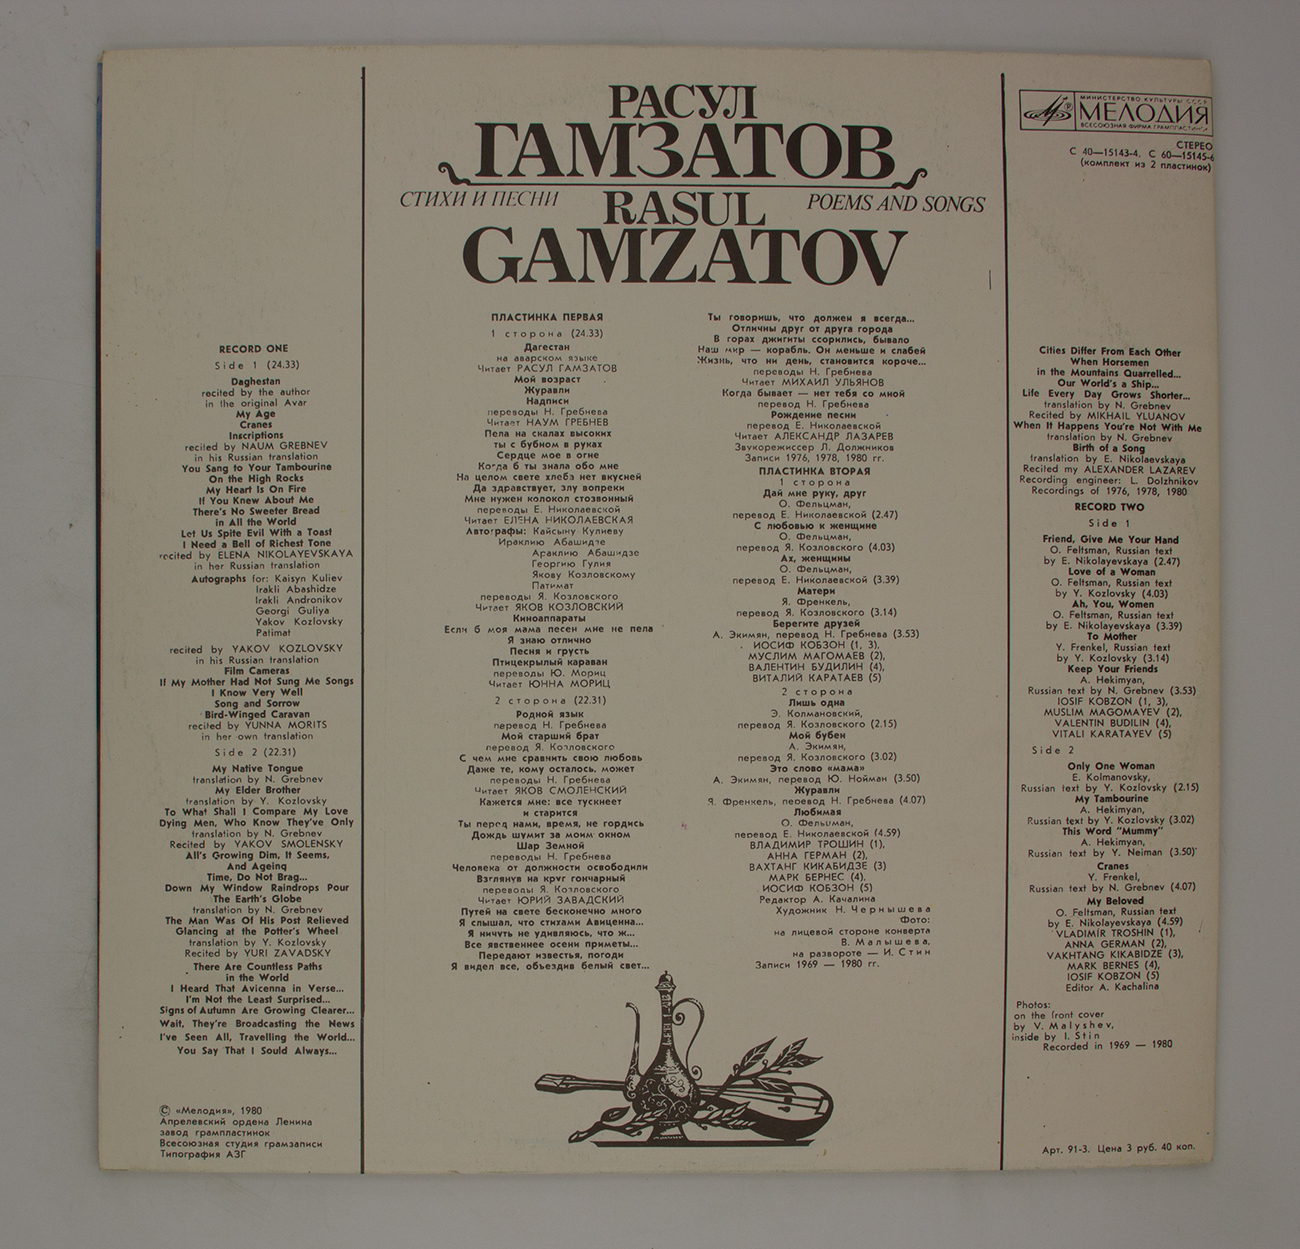 РАСУЛ
ГАМЗАТОВ
СТИХИ И ПЕСНИ
RASUL
POEMS AND SONGS
GAMZATOV
МИНИСТЕРСТВО КУЛЬТУРЫ СССР
МЕЛОДИЯ
ВСЕСОЮЗНАЯ ФИРМА ГРАМПЛАСТИНОК
СТЕРЕО
С 40—15143-4, С 60—15145-6
(комплект из 2 пластинок)
RECORD ONE
Side 1 (24.33)
Daghestan
recited by the author
in the original Avar
My Age
Cranes
Inscriptions
recited by NAUM GREBNEV
in his Russian translation
You Sang to Your Tambourine
On the High Rocks
My Heart Is On Fire
If You Knew About Me
There's No Sweeter Bread
in All the World
Let Us Spite Evil With a Toast
I Need a Bell of Richest Tone
recited by ELENA NIKOLAYEVSKAYA
in her Russian translation
Autographs for: Kaisyn Kuliev
Irakli Abashidze
Irakli Andronikov
Georgi Guliya
Yakov Kozlovsky
Patimat
recited by YAKOV KOZLOVSKY
in his Russian translation
Film Cameras
If My Mother Had Not Sung Me Songs
I Know Very Well
Song and Sorrow
Bird-Winged Caravan
recited by YUNNA MORITS
in her own translation
Side 2 (22.31)
My Native Tongue
translation by N. Grebnev
My Elder Brother
translation by Y. Kozlovsky
To What Shall I Compare My Love
Dying Men, Who Know They've Only
translation by N. Grebnev
Recited by YAKOV SMOLENSKY
All's Growing Dim, It Seems,
And Ageing
Time, Do Not Brag...
Down My Window Raindrops Pour
The Earth's Globe
translation by N. Grebnev
The Man Was Of His Post Relieved
Glancing at the Potter's Wheel
translation by Y. Kozlovsky
Recited by YURI ZAVADSKY
There Are Countless Paths
in the World
I Heard That Avicenna in Verse...
I'm Not the Least Surprised...
Signs of Autumn Are Growing Clearer...
Wait, They're Broadcasting the News
I've Seen All, Travelling the World...
You Say That I Sould Always...
© «Мелодия», 1980
Апрелевский ордена Ленина
завод грампластинок
Всесоюзная студия грамзаписи
Типография АЗГ
ПЛАСТИНКА ПЕРВАЯ
1 сторона (24.33)
Дагестан
на аварском языке
Читает РАСУЛ ГАМЗАТОВ
Мой возраст
Журавли
Надписи
переводы Н. Гребнева
Читает НАУМ ГРЕБНЕВ
Пела на скалах высоких
ты с бубном в руках
Сердце мое в огне
Когда б ты знала обо мне
На целом свете хлеба нет вкусней
Да здравствует, злу вопреки
Мне нужен колокол стозвонный
переводы Е. Николаевской
Читает ЕЛЕНА НИКОЛАЕВСКАЯ
Автографы: Кайсыну Кулиеву
Ираклию Абашидзе
Араклию Абашидзе
Георгию Гулия
Якову Козловскому
Патимат
переводы Я. Козловского
Читает ЯКОВ КОЗЛОВСКИЙ
Киноаппараты
Если б моя мама песен мне не пела
Я знаю отлично
Песня и грусть
Птицекрылый караван
переводы Ю. Мориц
Читает ЮННА МОРИЦ
2 сторона (22.31)
Родной язык
перевод Н. Гребнева
Мой старший брат
перевод Я. Козловского
С чем мне сравнить свою любовь
Даже те, кому осталось, может
переводы Н. Гребнева
Читает ЯКОВ СМОЛЕНСКИЙ
Кажется мне: все тускнеет
и старится
Ты перед нами, время, не гордись
Дождь шумит за моим окном
Шар Земной
переводы Н. Гребнева
Человека от должности освободили
Взглянув на круг гончарный
переводы Я. Козловского
Читает ЮРИЙ ЗАВАДСКИЙ
Путей на свете бесконечно много
Я слышал, что стихами Авиценна...
Я ничуть не удивляюсь, что ж...
Все явственнее осени приметы...
Передают известья, погоди
Я видел все, объездив белый свет...
Ты говоришь, что должен я всегда...
Отличны друг от друга города
В горах джигиты ссорились, бывало
Наш мир — корабль. Он меньше и слабей
Жизнь, что ни день, становится короче...
переводы Н. Гребнева
Читает МИХАИЛ УЛЬЯНОВ
Когда бывает — нет тебя со мной
перевод Н. Гребнева
Рождение песни
перевод Е. Николаевской
Читает АЛЕКСАНДР ЛАЗАРЕВ
Звукорежиссер Л. Должников
Записи 1976, 1978, 1980 гг.
ПЛАСТИНКА ВТОРАЯ
1 сторона
Дай мне руку, друг
О. Фельцман,
перевод Е. Николаевской (2.47)
С любовью к женщине
О. Фельцман,
перевод Я. Козловского (4.03)
Ах, женщины
О. Фельцман,
перевод Е. Николаевской (3.39)
Матери
Я. Френкель,
перевод Я. Козловского (3.14)
Берегите друзей
А. Экимян, перевод Н. Гребнева (3.53)
ИОСИФ КОБЗОН (1, 3),
МУСЛИМ МАГОМАЕВ (2),
ВАЛЕНТИН БУДИЛИН (4),
ВИТАЛИЙ КАРАТАЕВ (5)
2 сторона
Лишь одна
Э. Колмановский,
перевод Я. Козловского (2.15)
Мой бубен
А. Экимян,
перевод Я. Козловского (3.02)
Это слово «мама»
А. Экимян, перевод Ю. Нойман (3.50)
Журавли
Я. Френкель, перевод Н. Гребнева (4.07)
Любимая
О. Фельцман,
перевод Е. Николаевской (4.59)
ВЛАДИМИР ТРОШИН (1),
АННА ГЕРМАН (2),
ВАХТАНГ КИКАБИДЗЕ (3)
МАРК БЕРНЕС (4),
ИОСИФ КОБЗОН (5)
Редактор А. Качалина
Художник Н. Чернышева
Фото:
на лицевой стороне конверта
В. Малышева,
на развороте — И. Стин
Записи 1969 — 1980 гг.
Cities Differ From Each Other
When Horsemen
in the Mountains Quarrelled...
Our World's a Ship...
Life Every Day Grows Shorter...
translation by N. Grebnev
Recited by MIKHAIL YLUANOV
When It Happens You're Not With Me
translation by N. Grebnev
Birth of a Song
translation by E. Nikolaevskaya
Recited my ALEXANDER LAZAREV
Recording engineer: L. Dolzhnikov
Recordings of 1976, 1978, 1980
RECORD TWO
Side 1
Friend, Give Me Your Hand
O. Feltsman, Russian text
by E. Nikolayevskaya (2.47)
Love of a Woman
O. Feltsman, Russian text
by Y. Kozlovsky (4.03)
Ah, You, Women
O. Feltsman, Russian text
by E. Nikolayevskaya (3.39)
To Mother
Y. Frenkel, Russian text
by Y. Kozlovsky (3.14)
Keep Your Friends
A. Hekimyan,
Russian text by N. Grebnev (3.53)
IOSIF KOBZON (1, 3),
MUSLIM MAGOMAYEV (2),
VALENTIN BUDILIN (4),
VITALI KARATAYEV (5)
Side 2
Only One Woman
E. Kolmanovsky,
Russian text by Y. Kozlovsky (2.15)
My Tambourine
A. Hekimyan,
Russian text by Y. Kozlovsky (3.02)
This Word "Mummy"
A. Hekimyan,
Russian text by Y. Neiman (3.50)
Cranes
Y. Frenkel,
Russian text by N. Grebnev (4.07)
My Beloved
O. Feltsman, Russian text
by E. Nikolayevskaya (4.59)
VLADIMIR TROSHIN (1),
ANNA GERMAN (2),
VAKHTANG KIKABIDZE (3),
MARK BERNES (4),
IOSIF KOBZON (5)
Editor A. Kachalina
Photos:
on the front cover
by V. Malyshev,
inside by I. Stin
Recorded in 1969 — 1980
Арт. 91-3. Цена 3 руб. 40 коп.